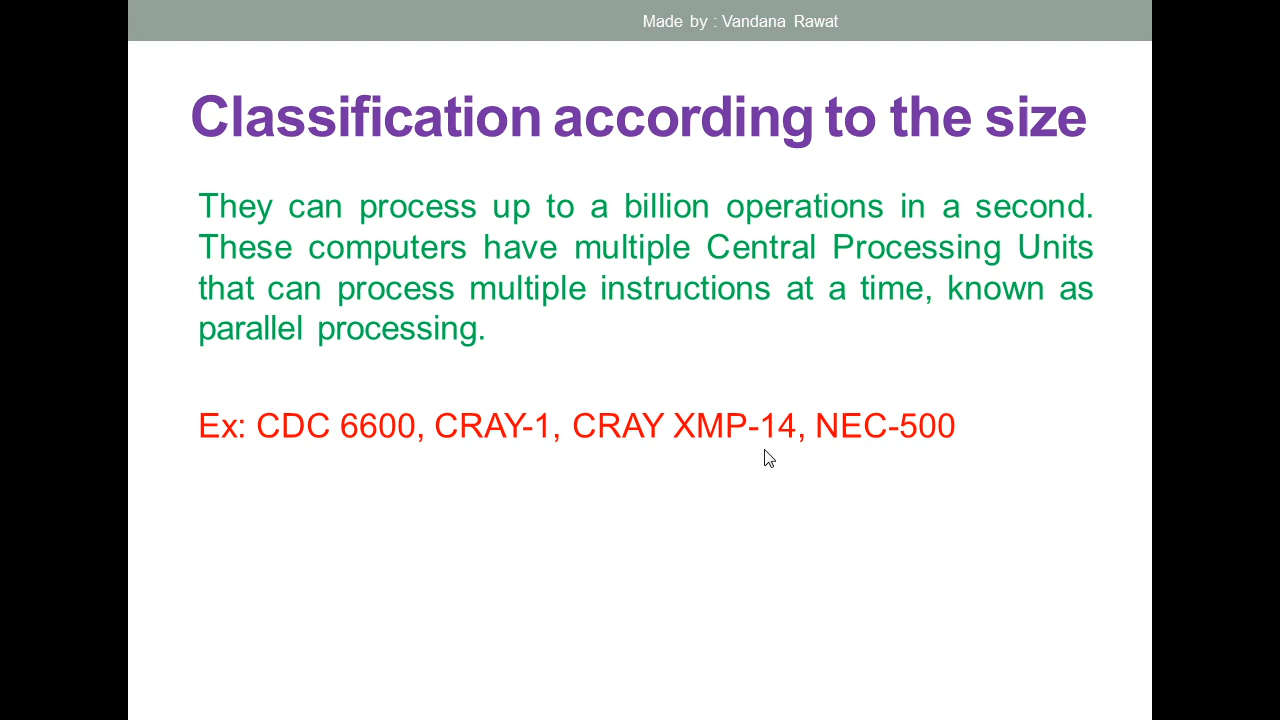 Made by : Vandana Rawat
Classification according to the size
They can process up to a billion operations in a second.
These computers have multiple Central Processing Units
that can process multiple instructions at a time, known as
parallel processing.
Ex: CDC 6600, CRAY-1, CRAY XMP-14, NEC-500